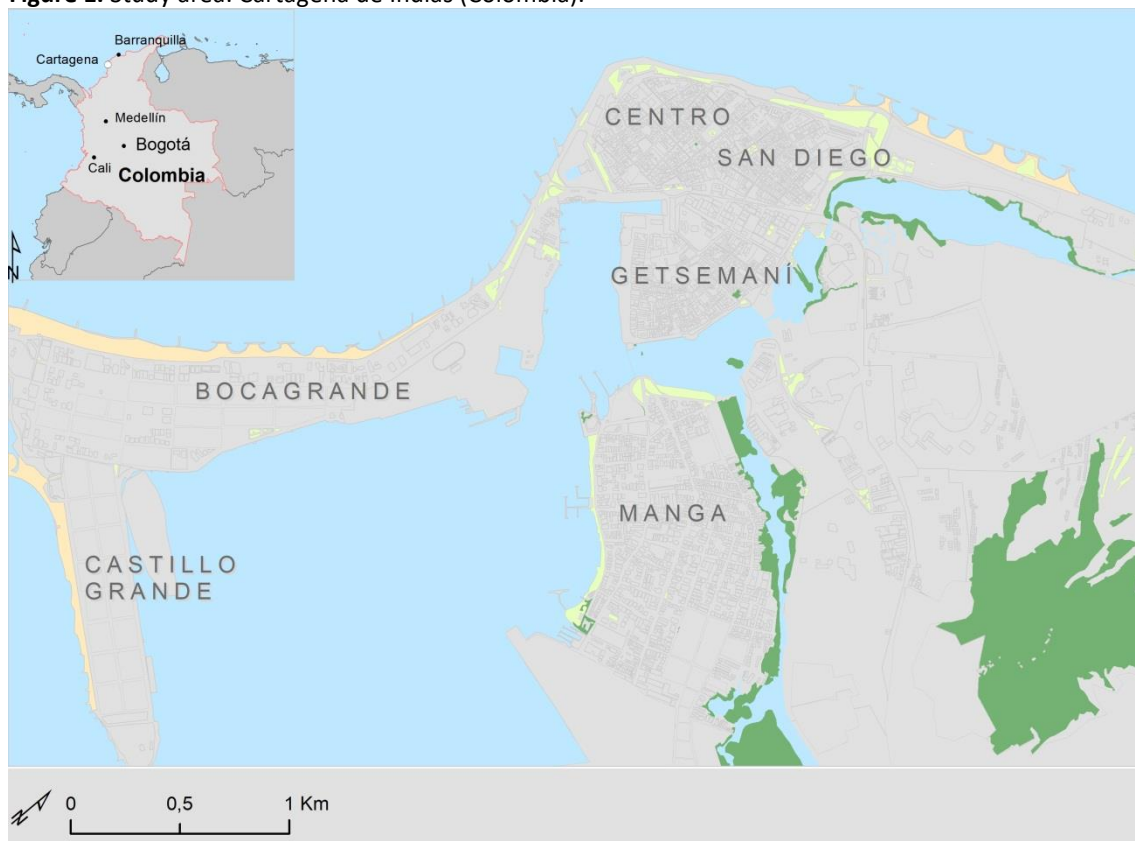 Figure 1. Study area: Cartagena de Indias (Colombia).
Barranquilla
Cartagena
Medellín
Bogotá
Cali
Colombia
N
CENTRO
SAN DIEGO
GETSEMANÍ
BOCAGRANDE
MANGA
CASTILLO
GRANDE
N
0 0,5 1 Km